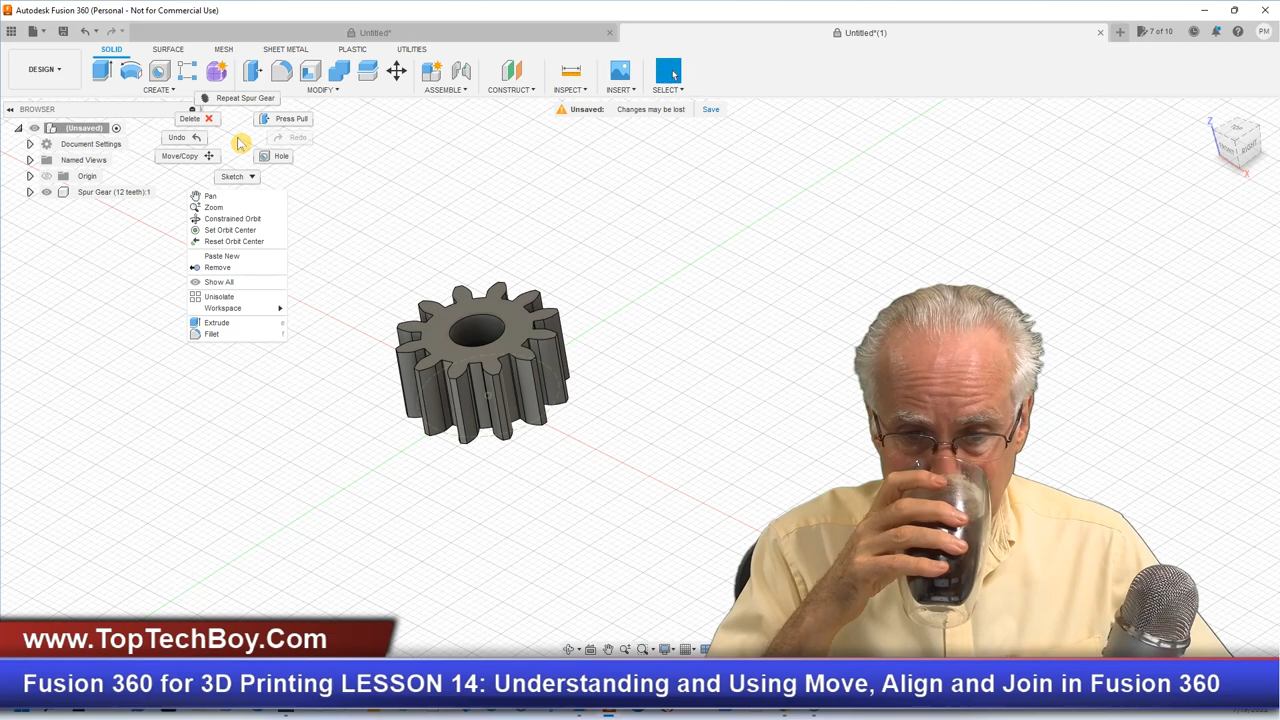 Autodesk Fusion 360 (Personal - Not for Commercial Use)
Untitled*
Untitled*(1)
7 of 10
PM
DESIGN
SOLID
SURFACE
MESH
SHEET METAL
PLASTIC
UTILITIES
CREATE
MODIFY
ASSEMBLE
CONSTRUCT
INSPECT
INSERT
SELECT
BROWSER
Unsaved: Changes may be lost Save
(Unsaved)
Document Settings
Named Views
Origin
Spur Gear (12 teeth):1
Repeat Spur Gear
Delete
Press Pull
Undo
Redo
Move/Copy
Hole
Sketch
Pan
Zoom
Constrained Orbit
Set Orbit Center
Reset Orbit Center
Paste New
Remove
Show All
Unisolate
Workspace
Extrude e
Fillet f
Z
TOP
RIGHT
X
www.TopTechBoy.Com
Fusion 360 for 3D Printing LESSON 14: Understanding and Using Move, Align and Join in Fusion 360